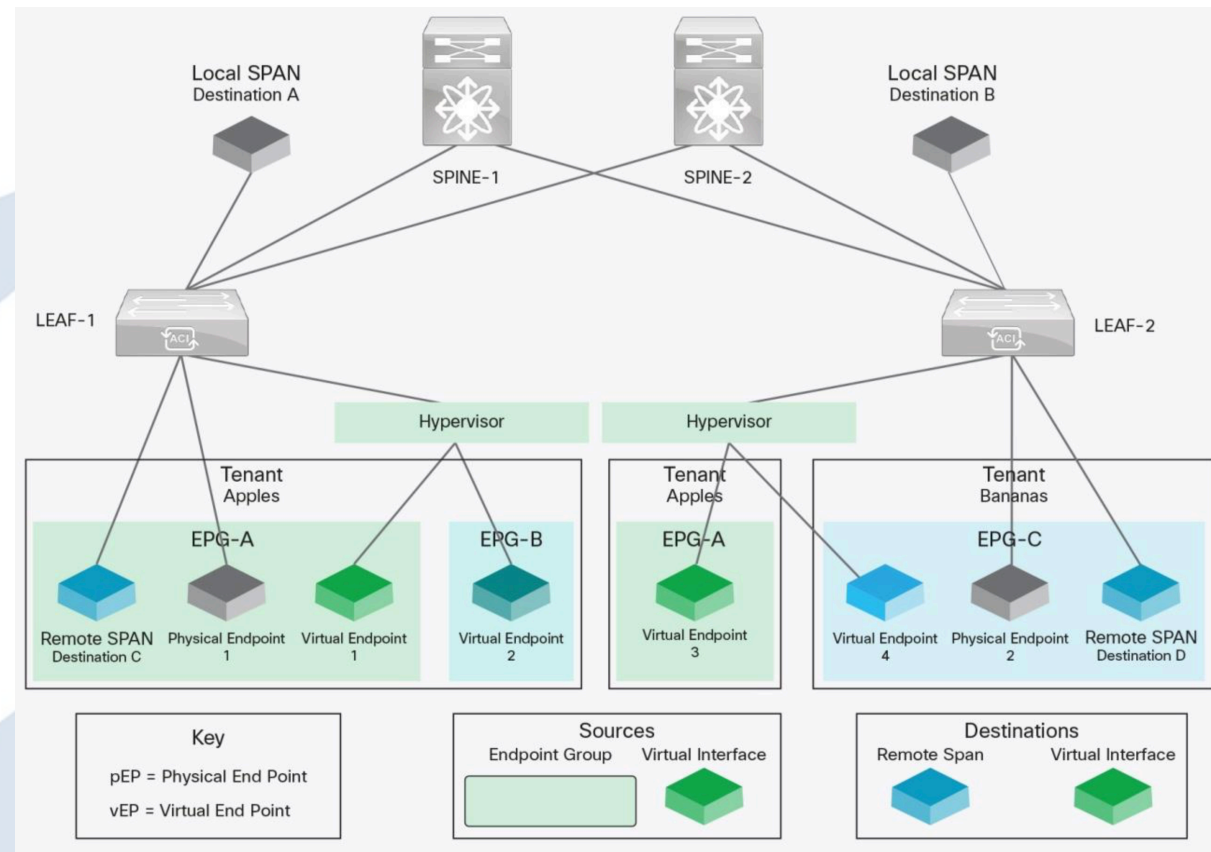 Local SPAN
Destination A
Local SPAN
Destination B
SPINE-1
SPINE-2
LEAF-1
ACI
ACI
LEAF-2
Hypervisor
Hypervisor
Tenant
Apples
EPG-A
EPG-B
Remote SPAN
Destination C
Physical Endpoint
1
Virtual Endpoint
1
Virtual Endpoint
2
Tenant
Apples
EPG-A
Virtual Endpoint
3
Tenant
Bananas
EPG-C
Virtual Endpoint
4
Physical Endpoint
2
Remote SPAN
Destination D
Key
pEP = Physical End Point
vEP = Virtual End Point
Sources
Endpoint Group
Virtual Interface
Destinations
Remote Span
Virtual Interface